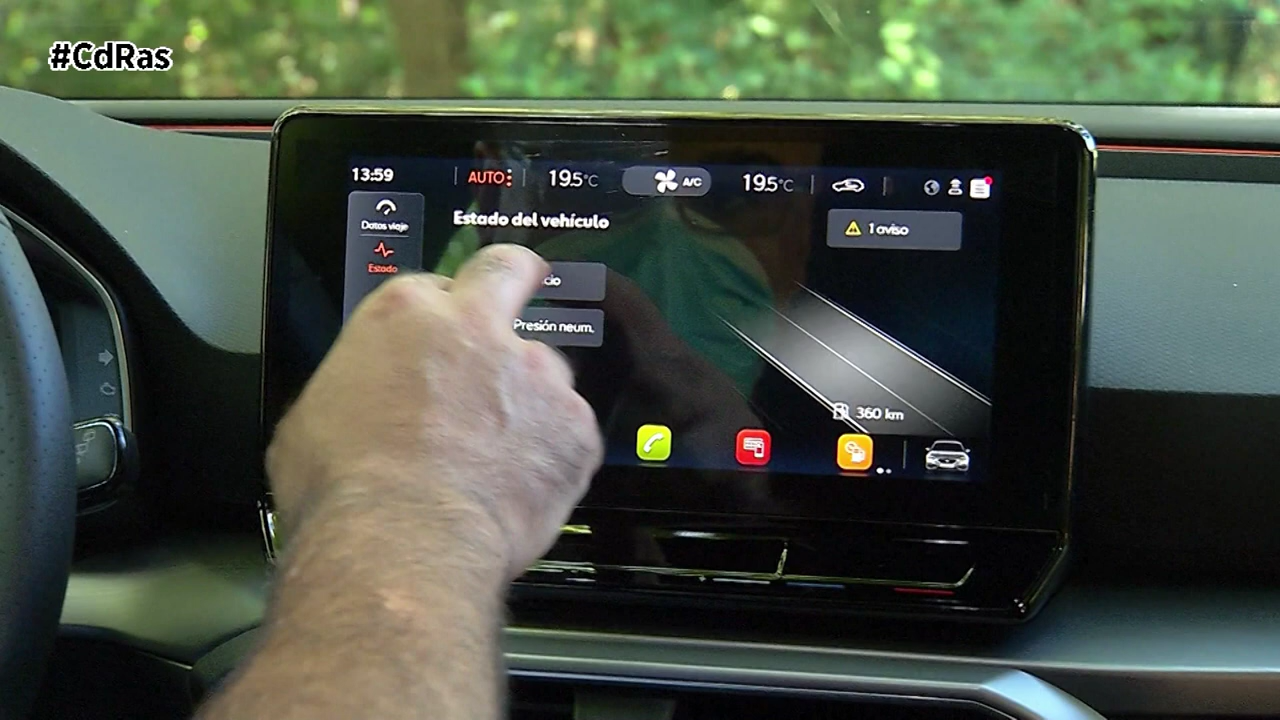 #CdRas
13:59
AUTO
19.5°C
A/C
19.5°C
Datos viaje
Estado del vehículo
1 aviso
Estado
Presión neum.
360 km